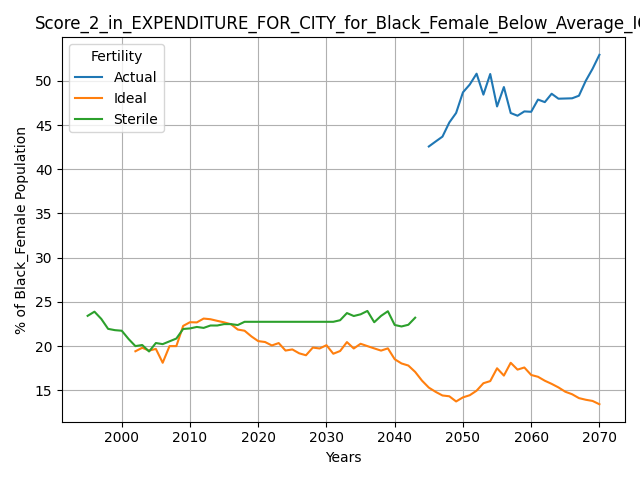 Score_2_in_EXPENDITURE_FOR_CITY_for_Black_Female_Below_Average_I
Fertility
Actual
Ideal
Sterile
% of Black_Female Population
50
45
40
35
30
25
20
15
2000 2010 2020 2030 2040 2050 2060 2070
Years